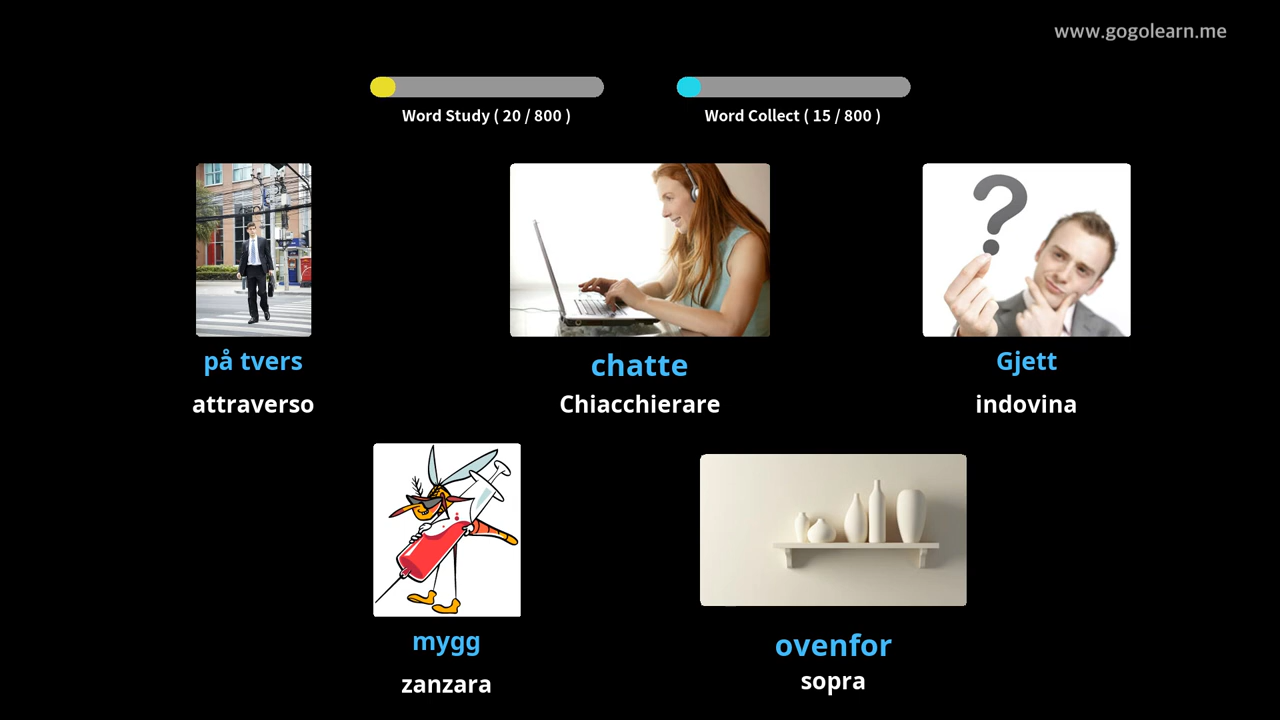 www.gogolearn.me
Word Study ( 20 / 800 )
Word Collect ( 15 / 800 )
på tvers
chatte
Gjett
attraverso
Chiacchierare
indovina
mygg
ovenfor
zanzara
sopra